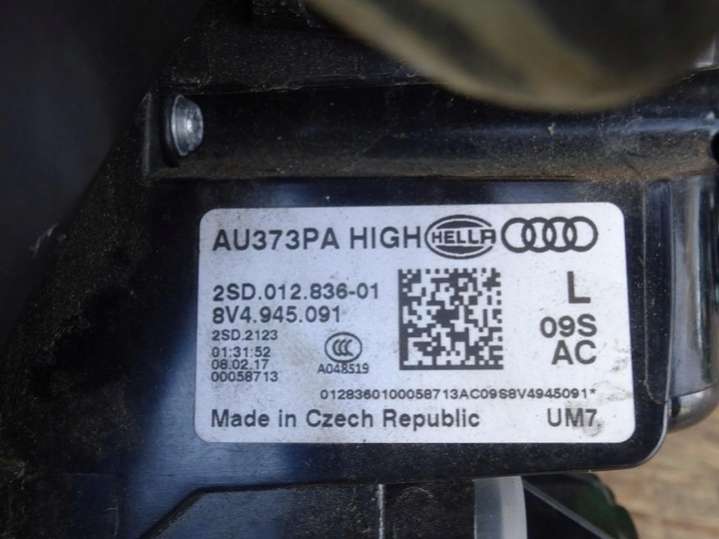 AU373PA HIGH HELLA
2SD.012.836-01
8V4.945.091
2SD.2123
01:31:52
08.02.17
00058713
CCC
A048519
L
09S
AC
0128360100058713AC09S8V4945091*
Made in Czech Republic UM7